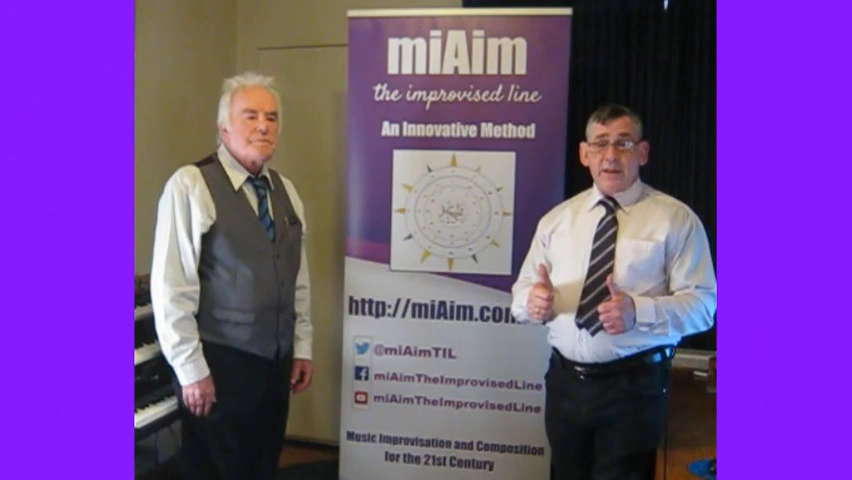 miAim
the improvised line
An Innovative Method
http://miAim.com
@miAimTIL
miAimTheImprovisedLine
miAimTheImprovisedLine
Music Improvisation and Composition
for the 21st Century